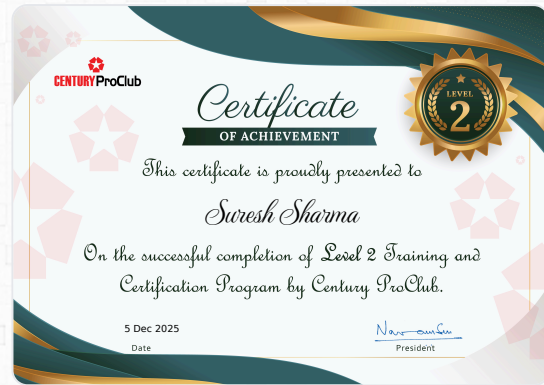 CENTURY ProClub
Certificate
OF ACHIEVEMENT
LEVEL
2
This certificate is proudly presented to
Suresh Sharma
On the successful completion of Level 2 Training and
Certification Program by Century ProClub.
5 Dec 2025
Date
President